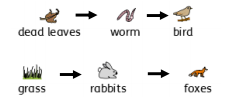 dead leaves worm bird
grass rabbits foxes